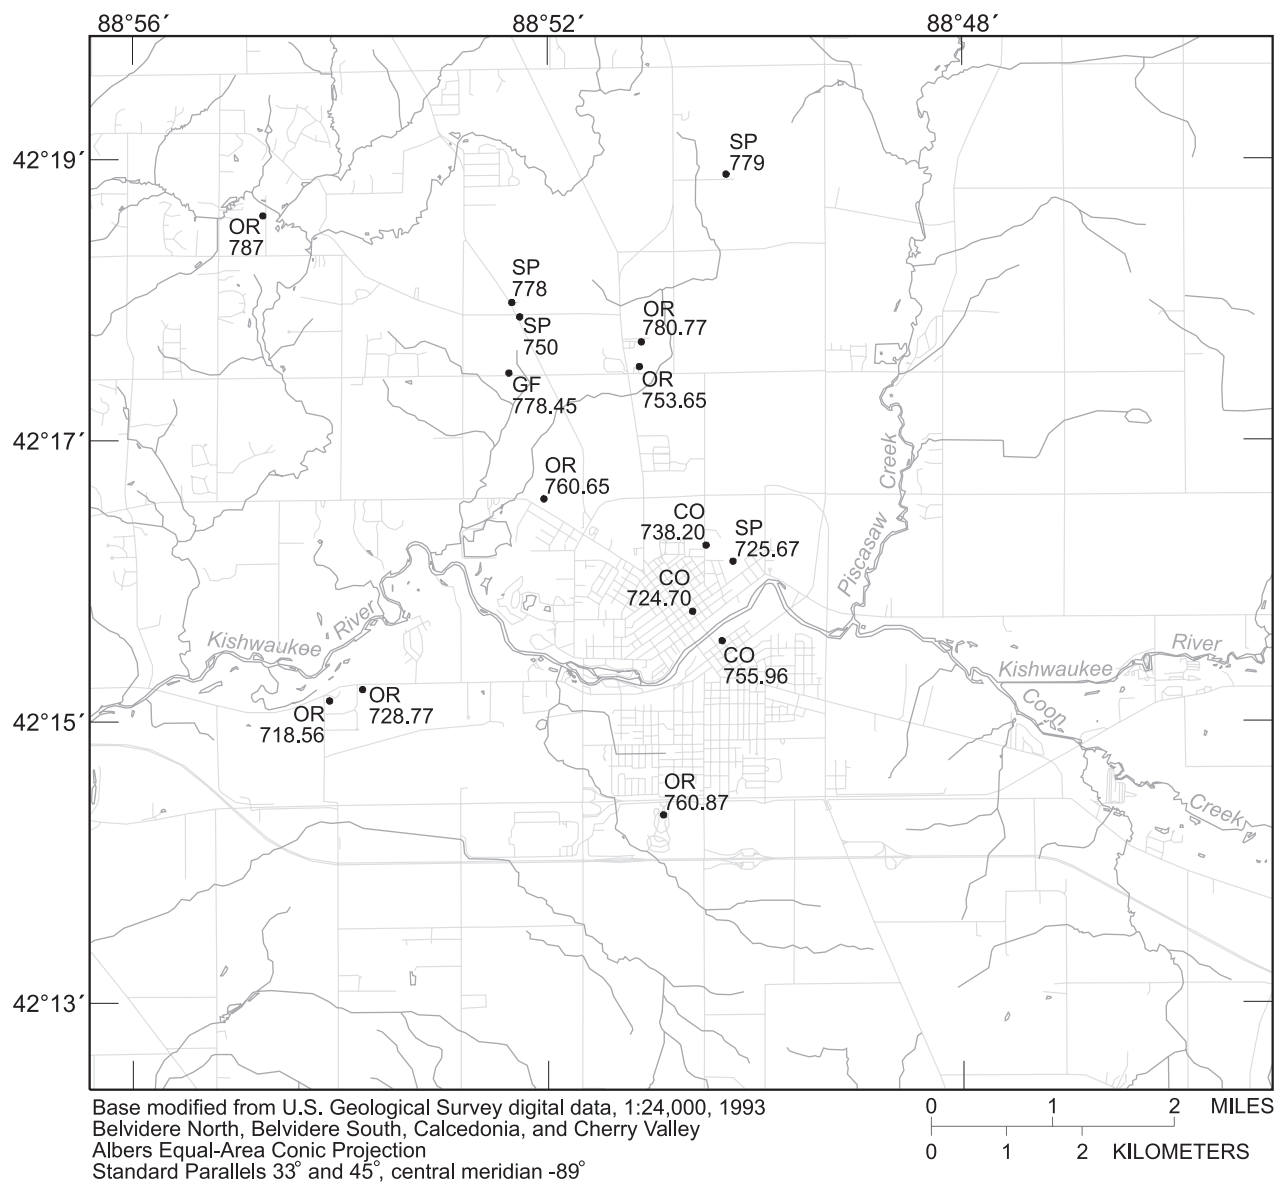 88°56′
88°52′
88°48′
42°19′
SP
779
OR
787
SP
778
SP
750
OR
780.77
OR
753.65
GF
778.45
42°17′
OR
760.65
CO
738.20
SP
725.67
CO
724.70
CO
755.96
Piscasaw
Creek
Kishwaukee
River
Kishwaukee
River
Coon
Creek
OR
728.77
OR
718.56
42°15′
OR
760.87
42°13′
Base modified from U.S. Geological Survey digital data, 1:24,000, 1993
Belvidere North, Belvidere South, Calcedonia, and Cherry Valley
Albers Equal-Area Conic Projection
Standard Parallels 33° and 45°, central meridian -89°
0 1 2 MILES
0 1 2 KILOMETERS